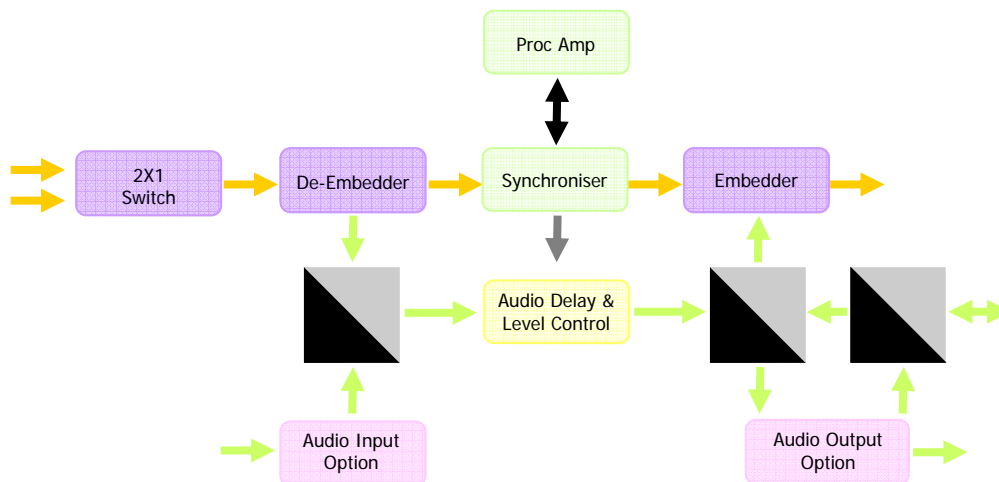 Proc Amp
2X1
Switch
De-Embedder
Synchroniser
Embedder
Audio Delay &
Level Control
Audio Input
Option
Audio Output
Option